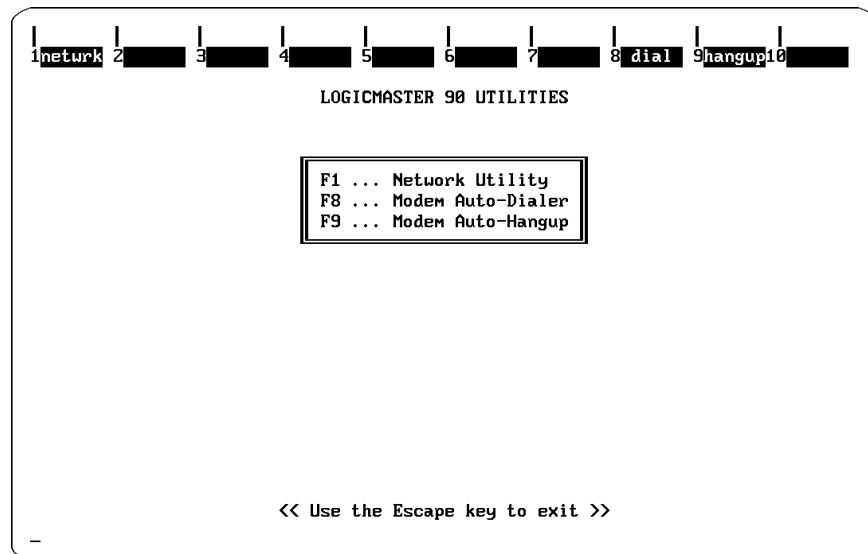 1netwrk 2 3 4 5 6 7 8 dial 9hangup10
LOGICMASTER 90 UTILITIES
F1 ... Network Utility
F8 ... Modem Auto-Dialer
F9 ... Modem Auto-Hangup
<< Use the Escape key to exit >>
_